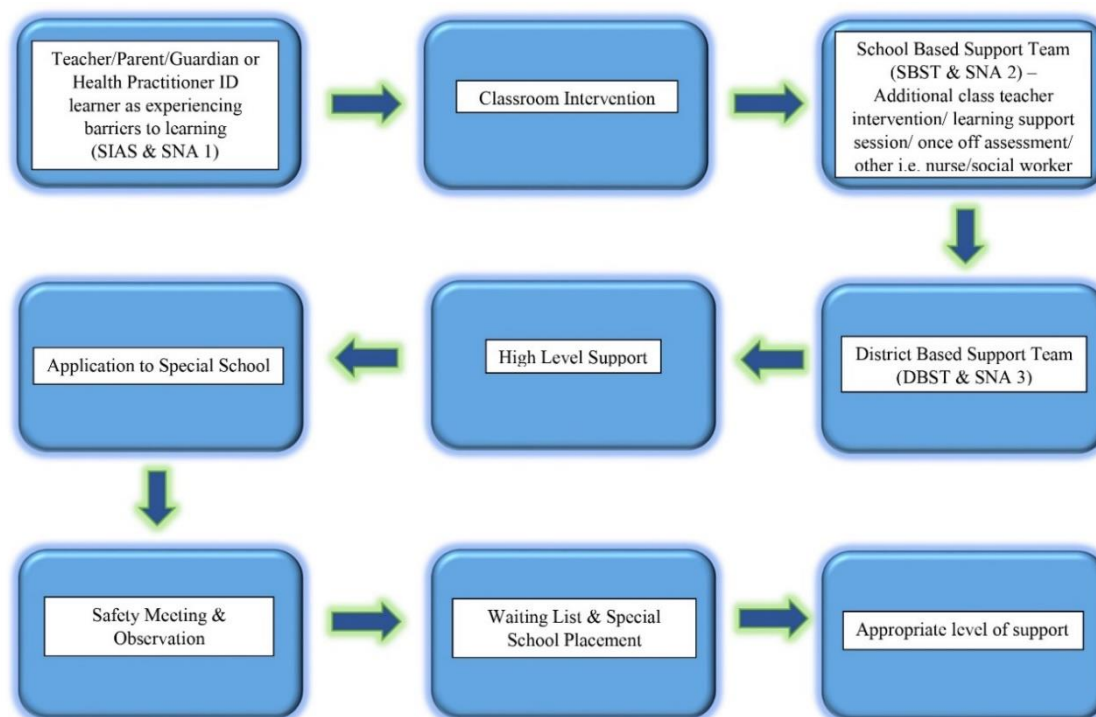 Teacher/Parent/Guardian or
Health Practitioner ID
learner as experiencing
barriers to learning
(SIAS & SNA 1)
Classroom Intervention
School Based Support Team
(SBST & SNA 2) –
Additional class teacher
intervention/ learning support
session/ once off assessment/
other i.e. nurse/social worker
District Based Support Team
(DBST & SNA 3)
High Level Support
Application to Special School
Safety Meeting &
Observation
Waiting List & Special
School Placement
Appropriate level of support